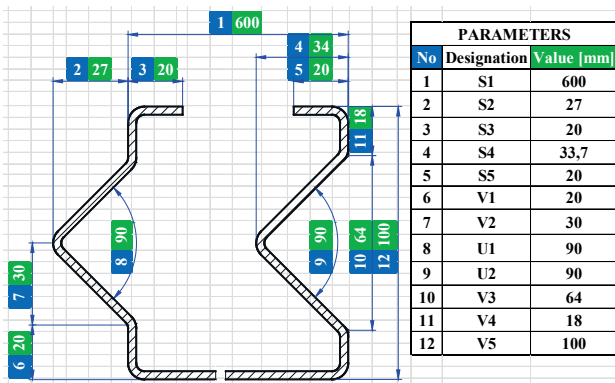 1 600
4 34
2 27 3 20 5 20
11 18
8 90
9 90
10 64
12 100
7 30
6 20
PARAMETERS
No Designation Value [mm]
1 S1 600
2 S2 27
3 S3 20
4 S4 33,7
5 S5 20
6 V1 20
7 V2 30
8 U1 90
9 U2 90
10 V3 64
11 V4 18
12 V5 100